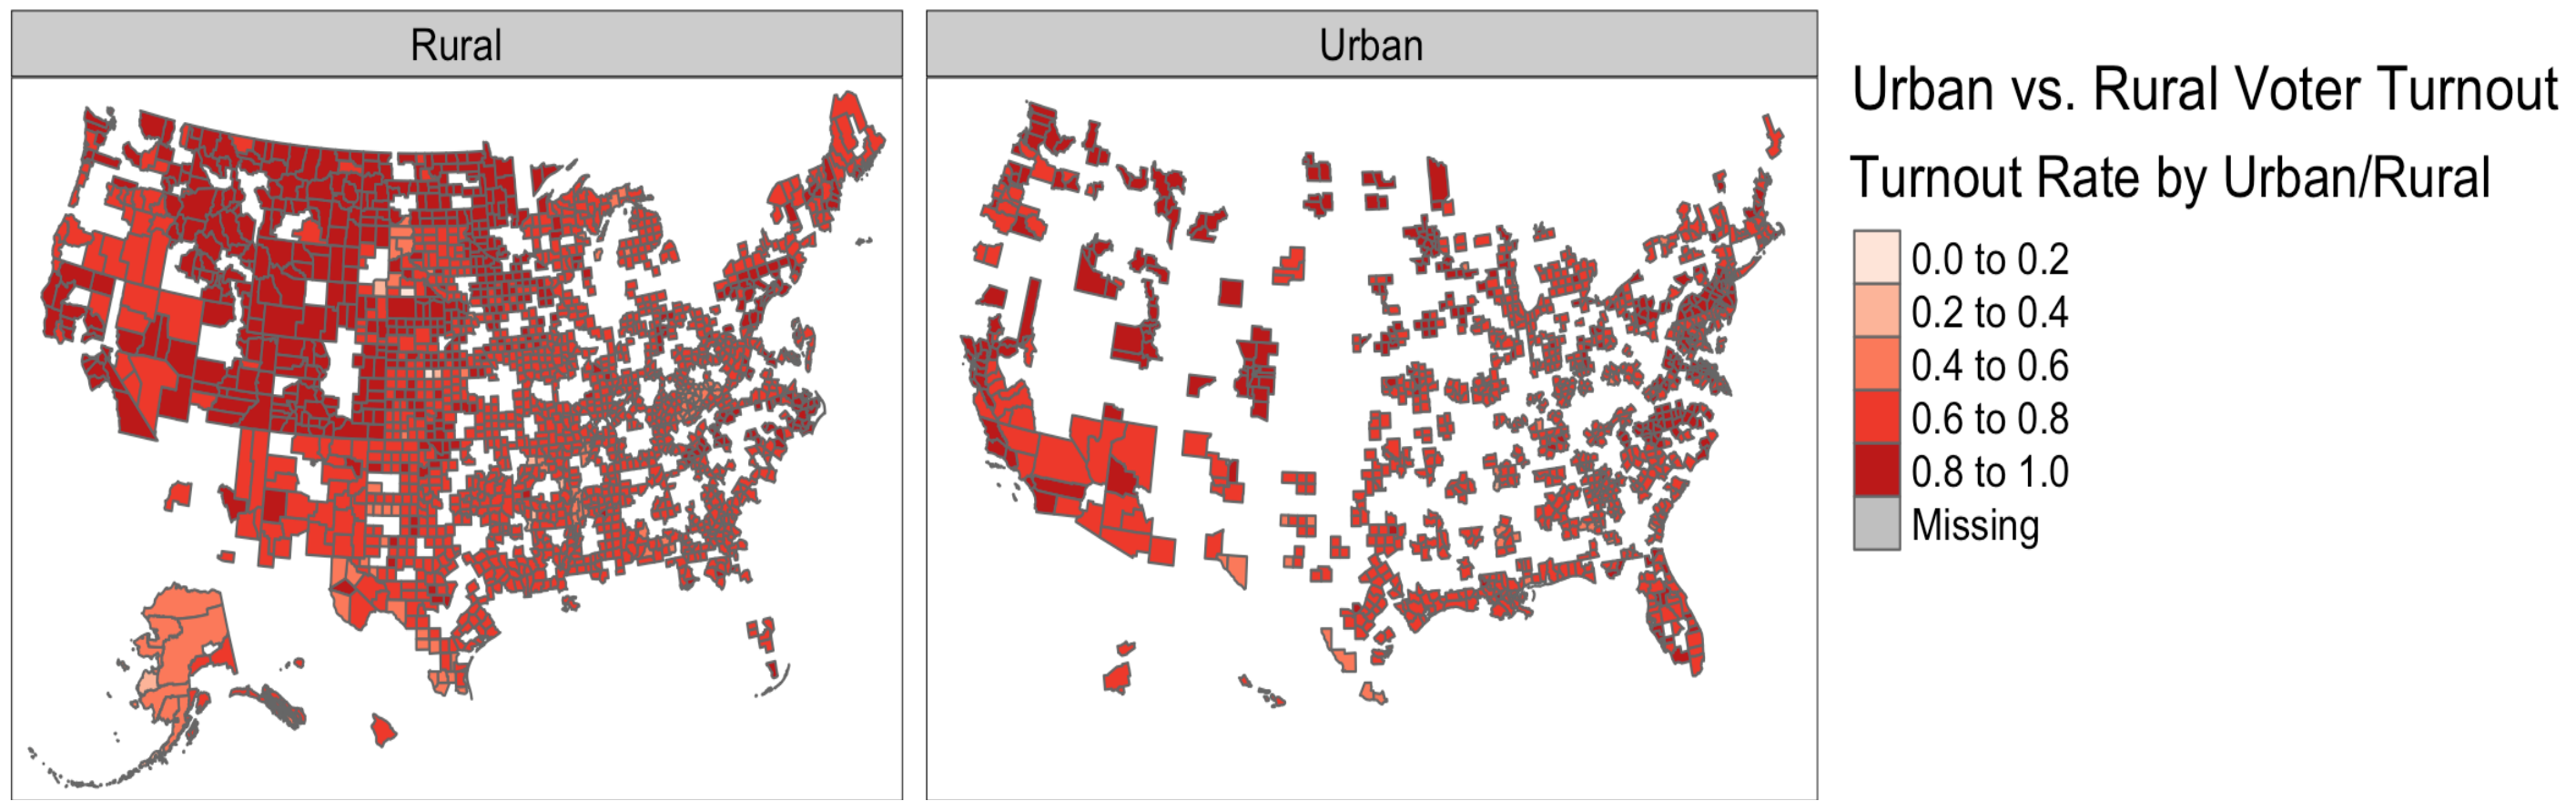 Rural
Urban
Urban vs. Rural Voter Turnout
Turnout Rate by Urban/Rural
0.0 to 0.2
0.2 to 0.4
0.4 to 0.6
0.6 to 0.8
0.8 to 1.0
Missing